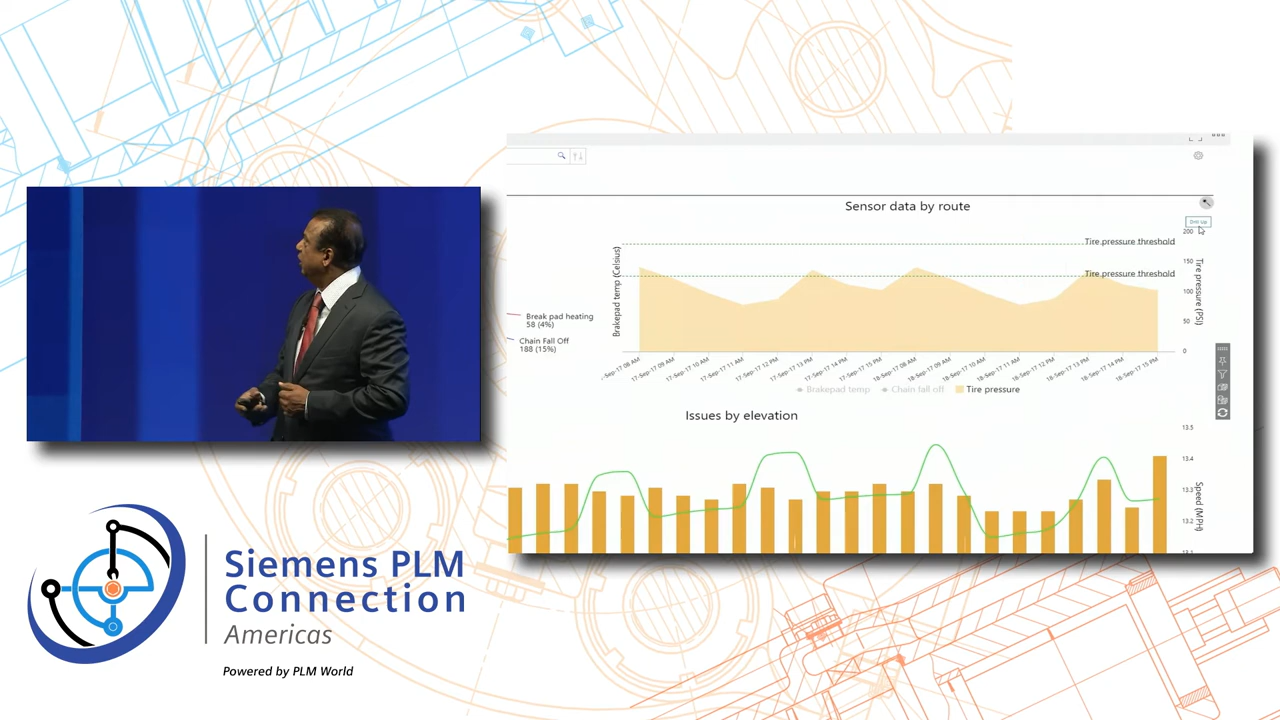 Sensor data by route
Drill up
200
Tire pressure threshold
150
Tire pressure threshold
100
50
0
Brakepad temp (Celsius)
Tire pressure (PSI)
Break pad heating
58 (4%)
Chain Fall Off
188 (15%)
-Sep-17 08 AM
17-Sep-17 09 AM
17-Sep-17 10 AM
17-Sep-17 11 AM
17-Sep-17 12 PM
17-Sep-17 13 PM
17-Sep-17 14 PM
17-Sep-17 15 PM
18-Sep-17 08 AM
18-Sep-17 09 AM
18-Sep-17 10 AM
18-Sep-17 11 AM
18-Sep-17 12 PM
18-Sep-17 13 PM
18-Sep-17 14 PM
18-Sep-17 15 PM
Brakepad temp Chain fall off Tire pressure
Issues by elevation
13.5
13.4
13.3
13.2
13.1
Speed (MPH)
Siemens PLM
Connection
Americas
Powered by PLM World